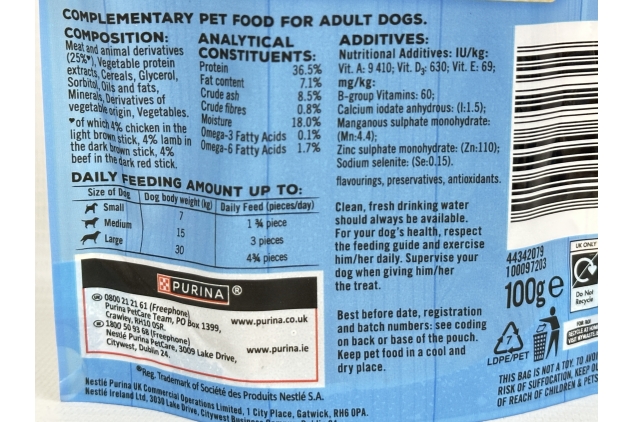 COMPLEMENTARY PET FOOD FOR ADULT DOGS.
COMPOSITION:
Meat and animal derivatives
(25%*), Vegetable protein
extracts, Cereals, Glycerol,
Sorbitol, Oils and fats,
Minerals, Derivatives of
vegetable origin, Vegetables.
*of which 4% chicken in the
light brown stick, 4% lamb in
the dark brown stick, 4%
beef in the dark red stick.
ANALYTICAL
CONSTITUENTS:
Protein 36.5%
Fat content 7.1%
Crude ash 8.5%
Crude fibres 0.8%
Moisture 18.0%
Omega-3 Fatty Acids 0.1%
Omega-6 Fatty Acids 1.7%
ADDITIVES:
Nutritional Additives: IU/kg:
Vit. A: 9 410; Vit. D3: 630; Vit. E: 69;
mg/kg:
B-group Vitamins: 60;
Calcium iodate anhydrous: (I:1.5);
Manganous sulphate monohydrate:
(Mn:4.4);
Zinc sulphate monohydrate: (Zn:110);
Sodium selenite: (Se:0.15).
flavourings, preservatives, antioxidants.
DAILY FEEDING AMOUNT UP TO:
Size of Dog Dog body weight (kg) Daily Feed (pieces/day)
Small 7 1 ¾ piece
Medium 15 3 pieces
Large 30 4¾ pieces
Clean, fresh drinking water
should always be available.
For your dog's health, respect
the feeding guide and exercise
him/her daily. Supervise your
dog when giving him/her
the treat.
Best before date, registration
and batch numbers: see coding
on back or base of the pouch.
Keep pet food in a cool and
dry place.
PURINA ®
0800 21 21 61 (Freephone)
Purina PetCare Team, PO Box 1399,
Crawley, RH10 0SR.
www.purina.co.uk
1800 50 93 68 (Freephone)
Nestlé Purina PetCare, 3009 Lake Drive,
Citywest, Dublin 24.
www.purina.ie
®Reg. Trademark of Société des Produits Nestlé S.A.
Nestlé Purina UK Commercial Operations Limited, 1 City Place, Gatwick, RH6 0PA.
Nestlé Ireland Ltd, 3030 Lake Drive, Citywest Business
44342079
100097203
100g e
7
LDPE/PET
UK ONLY
Do Not
Recycle
THIS BAG IS NOT A TOY. TO AVOID
RISK OF SUFFOCATION, KEEP OUT
OF REACH OF CHILDREN & PETS